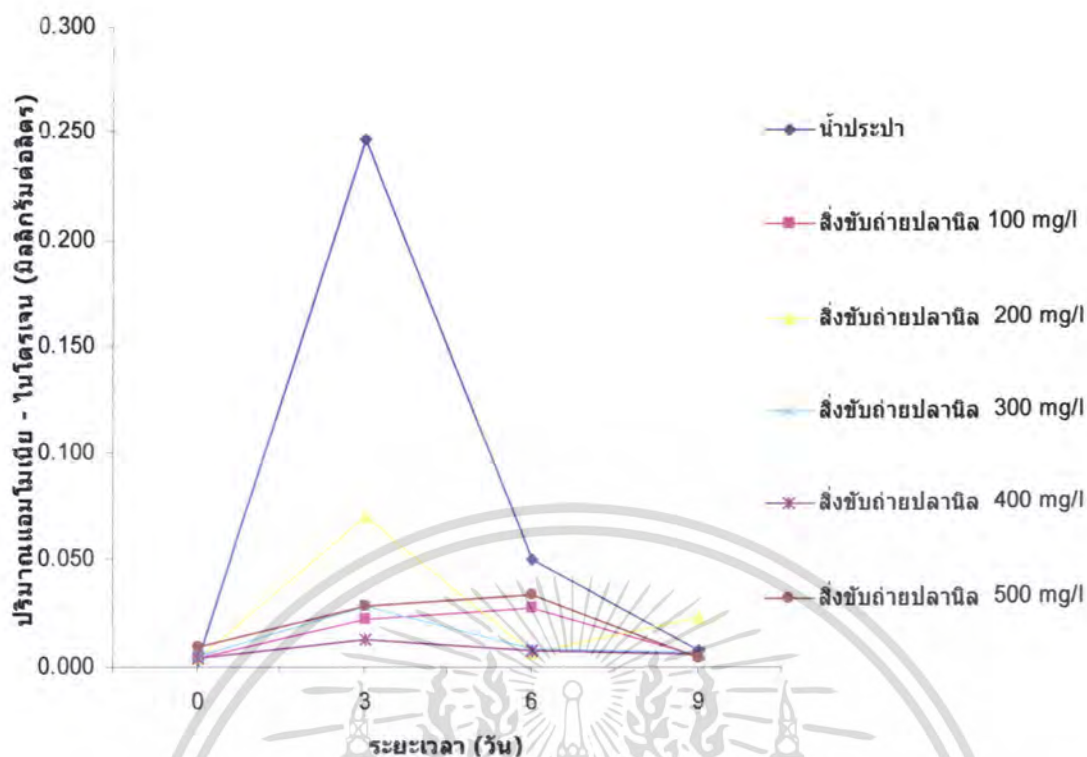 ปริมาณแอมโมเนีย - ไนโตรเจน (มิลลิกรัมต่อลิตร)
0.300
0.250
0.200
0.150
0.100
0.050
0.000
0 3 6 9
ระยะเวลา (วัน)
น้ำประปา
สิ่งขับถ่ายปลานิล 100 mg/l
สิ่งขับถ่ายปลานิล 200 mg/l
สิ่งขับถ่ายปลานิล 300 mg/l
สิ่งขับถ่ายปลานิล 400 mg/l
สิ่งขับถ่ายปลานิล 500 mg/l